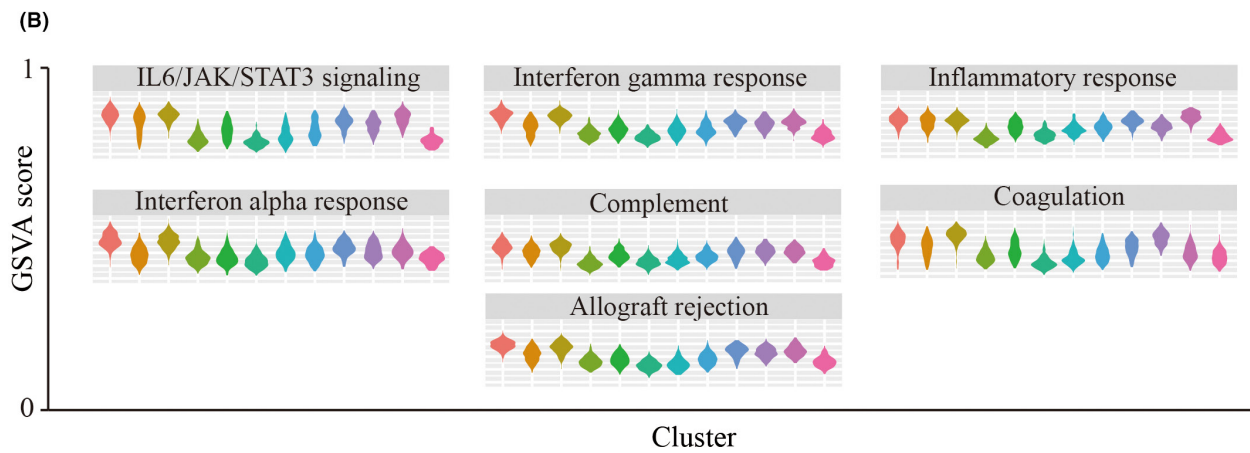 (B)
1
IL6/JAK/STAT3 signaling
Interferon gamma response
Inflammatory response
Interferon alpha response
Complement
Coagulation
Allograft rejection
GSVA score
0
Cluster